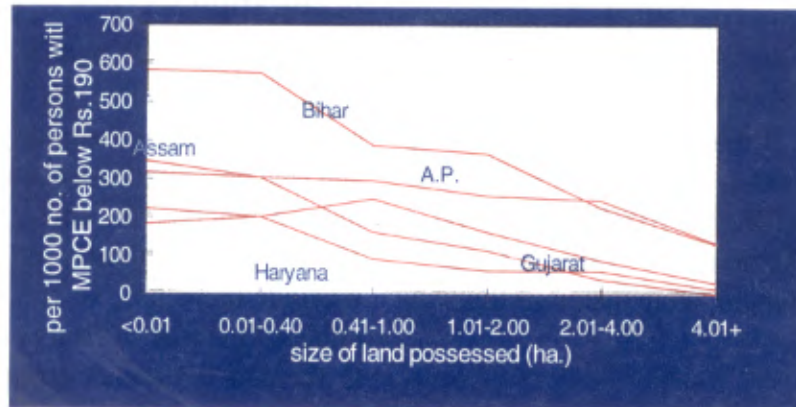 per 1000 no. of persons witl
MPCE below Rs.190
700
600
500
400
300
200
100
0
Bihar
Assam
A.P.
Gujarat
Haryana
<0.01 0.01-0.40 0.41-1.00 1.01-2.00 2.01-4.00 4.01+
size of land possessed (ha.)